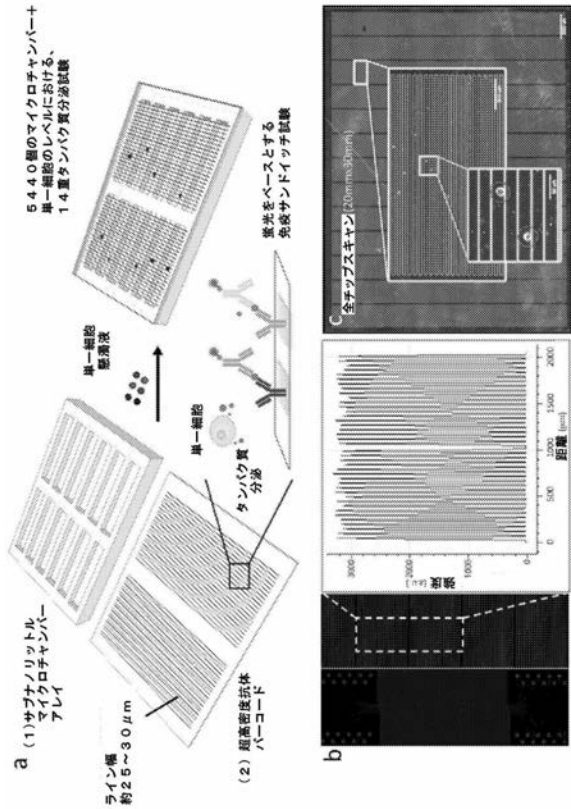 a
(1)サブナノリットル
マイクロチャンバー
アレイ
ライン幅
約25~30μm
(2)超高密度抗体
バーコード
単一細胞
懸濁液
単一細胞
タンパク質
分泌
5440個のマイクロチャンバー+
単一細胞のレベルにおける、
14重タンパク質分泌試験
蛍光をベースとする
免疫サンドイッチ試験
b
3000
2000
1000
0
0
500
1000
1500
2000
距離 (μm)
c
全チップスキャン(20mmx30mm)